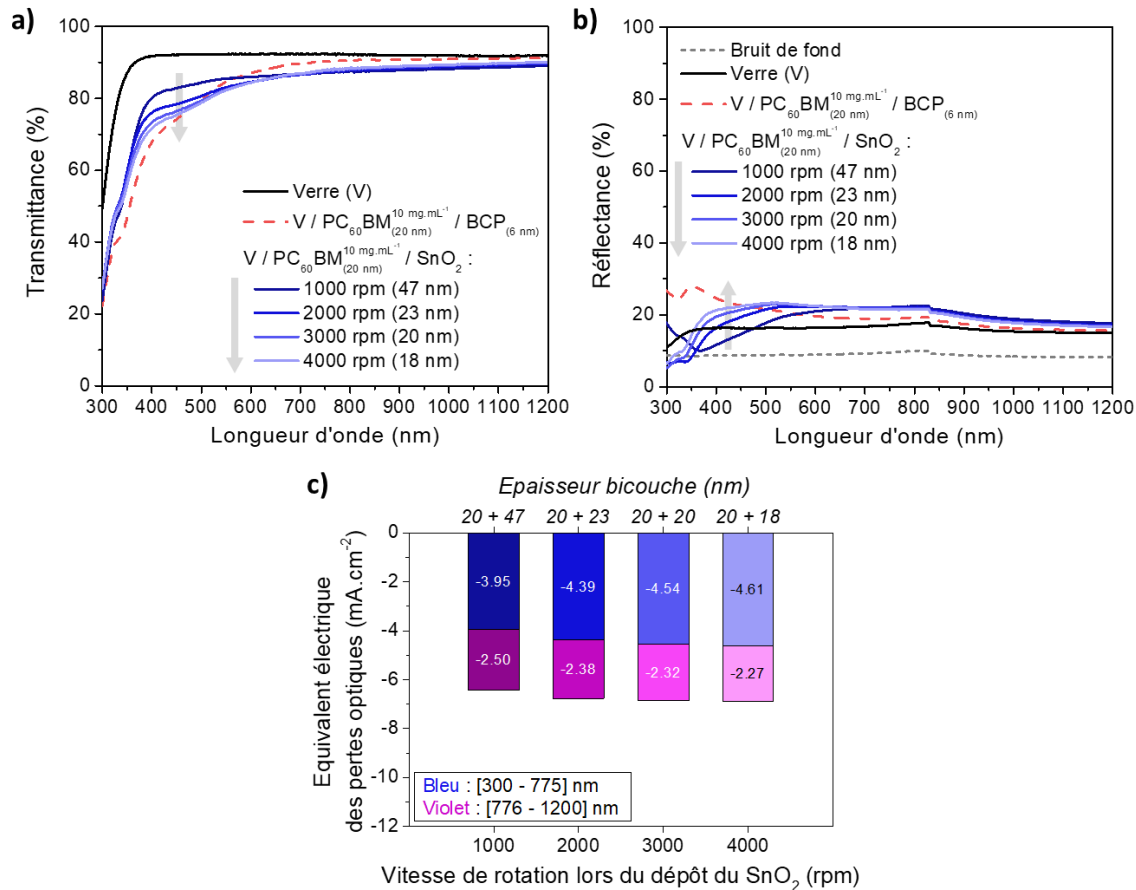 a)
100
80
60
40
20
0
Transmittance (%)
Verre (V)
V / PC60BM(20 nm)10 mg.mL-1 / BCP(6 nm)
V / PC60BM(20 nm)10 mg.mL-1 / SnO2 :
1000 rpm (47 nm)
2000 rpm (23 nm)
3000 rpm (20 nm)
4000 rpm (18 nm)
300 400 500 600 700 800 900 1000 1100 1200
Longueur d'onde (nm)
b)
100
80
60
40
20
0
Réflectance (%)
Bruit de fond
Verre (V)
V / PC60BM(20 nm)10 mg.mL-1 / BCP(6 nm)
V / PC60BM(20 nm)10 mg.mL-1 / SnO2 :
1000 rpm (47 nm)
2000 rpm (23 nm)
3000 rpm (20 nm)
4000 rpm (18 nm)
300 400 500 600 700 800 900 1000 1100 1200
Longueur d'onde (nm)
c)
Epaisseur bicouche (nm)
20 + 47 20 + 23 20 + 20 20 + 18
0
-2
-4
-6
-8
-10
-12
Equivalent électrique
des pertes optiques (mA.cm-2)
-3.95 -4.39 -4.54 -4.61
-2.50 -2.38 -2.32 -2.27
Bleu : [300 - 775] nm
Violet : [776 - 1200] nm
1000 2000 3000 4000
Vitesse de rotation lors du dépôt du SnO2 (rpm)